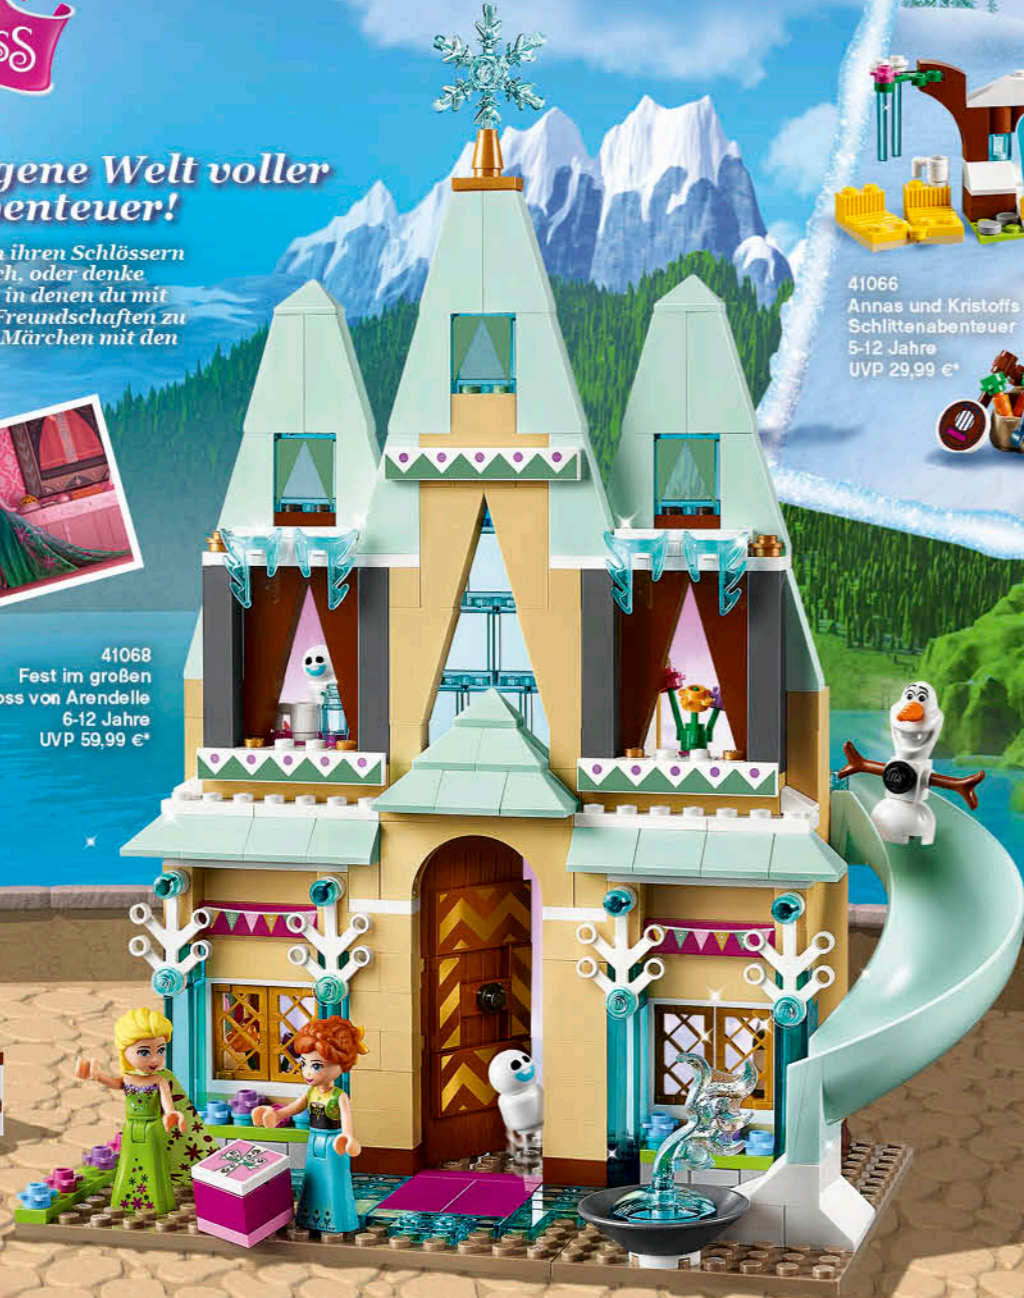 gene Welt voller
enteuer!
ihren Schlössern
ch, oder denke
in denen du mit
Freundschaften zu
Märchen mit den
41066
Annas und Kristoffs
Schlittenabenteuer
5-12 Jahre
UVP 29,99 €*
41068
Fest im großen
oss von Arendelle
6-12 Jahre
UVP 59,99 €*